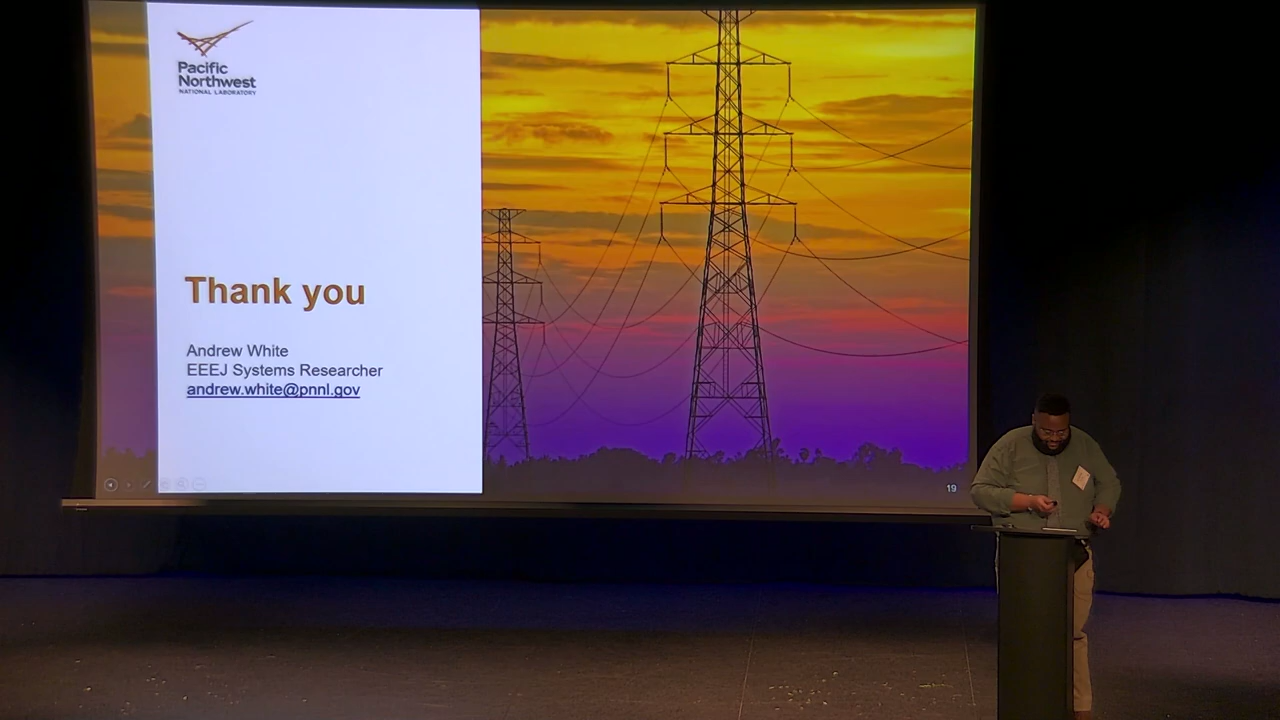 Pacific
Northwest
NATIONAL LABORATORY
Thank you
Andrew White
EEEJ Systems Researcher
andrew.white@pnnl.gov
19